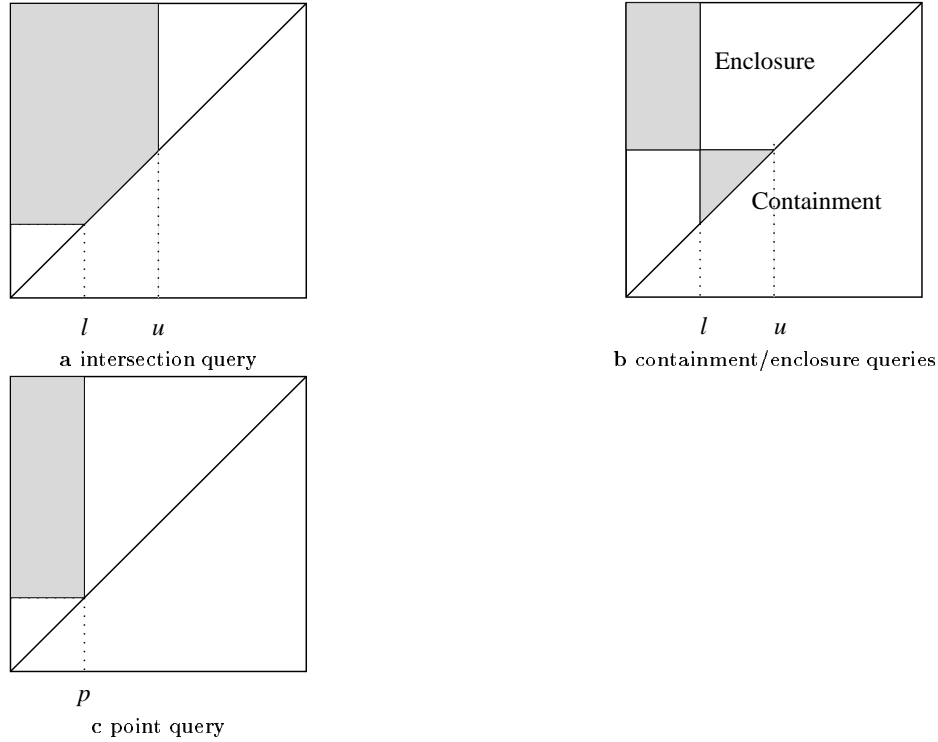 Enclosure
Containment
l u
l u
a intersection query
b containment/enclosure queries
p
c point query